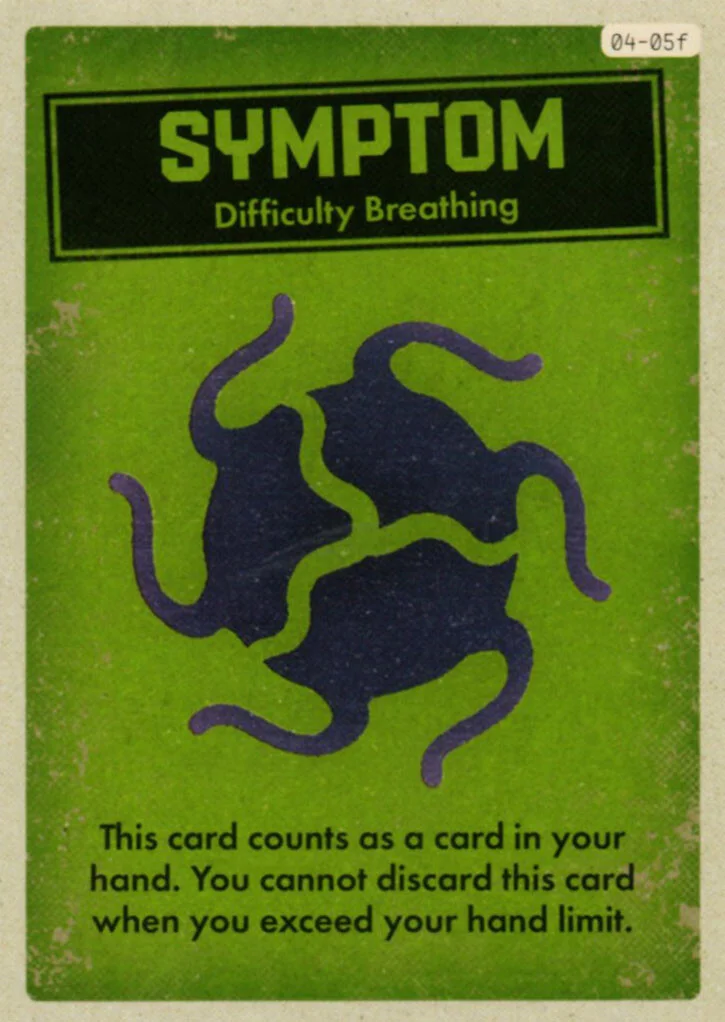 04-05f
SYMPTOM
Difficulty Breathing
This card counts as a card in your
hand. You cannot discard this card
when you exceed your hand limit.